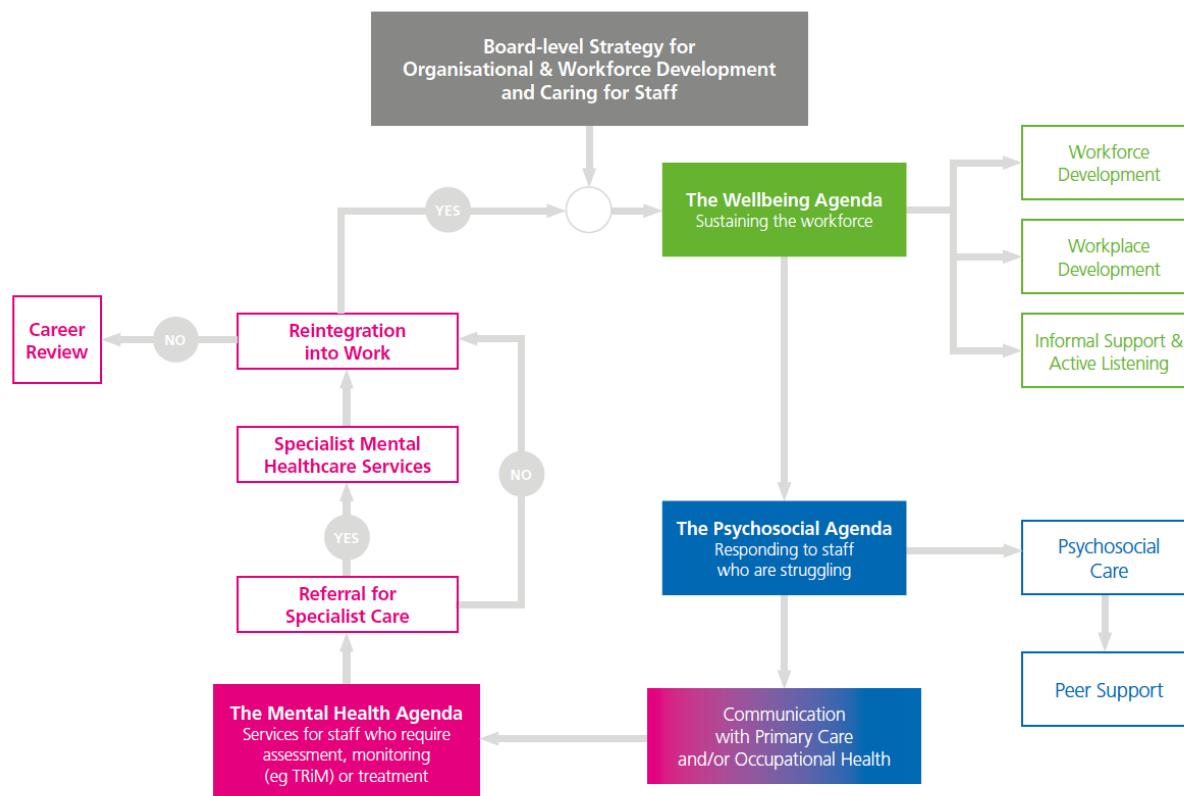 Board-level Strategy for
Organisational & Workforce Development
and Caring for Staff
Workforce
Development
YES
The Wellbeing Agenda
Sustaining the workforce
Workplace
Development
Career
Review
NO
Reintegration
into Work
Informal Support &
Active Listening
Specialist Mental
Healthcare Services
NO
YES
The Psychosocial Agenda
Responding to staff
who are struggling
Psychosocial
Care
Referral for
Specialist Care
Peer Support
The Mental Health Agenda
Services for staff who require
assessment, monitoring
(eg TRiM) or treatment
Communication
with Primary Care
and/or Occupational Health